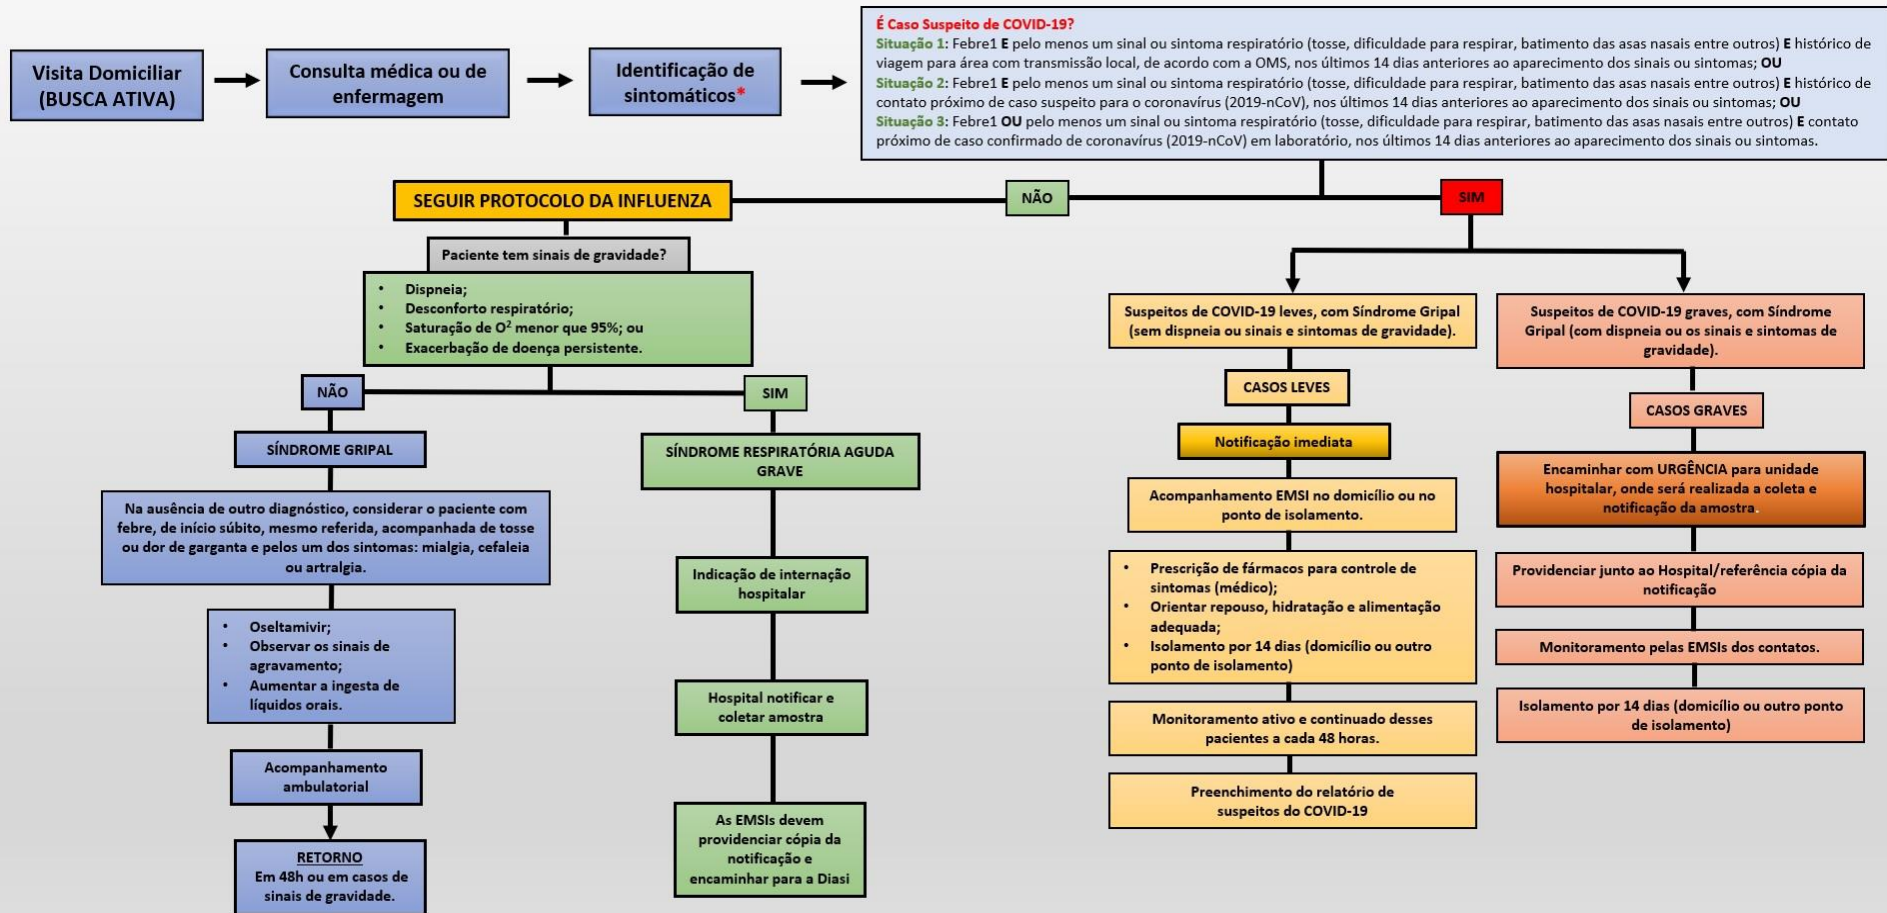 Visita Domiciliar
(BUSCA ATIVA)
Consulta médica ou de
enfermagem
Identificação de
sintomáticos*
É Caso Suspeito de COVID-19?
Situação 1: Febre1 E pelo menos um sinal ou sintoma respiratório (tosse, dificuldade para respirar, batimento das asas nasais entre outros) E histórico de
viagem para área com transmissão local, de acordo com a OMS, nos últimos 14 dias anteriores ao aparecimento dos sinais ou sintomas; OU
Situação 2: Febre1 E pelo menos um sinal ou sintoma respiratório (tosse, dificuldade para respirar, batimento das asas nasais entre outros) E histórico de
contato próximo de caso suspeito para o coronavírus (2019-nCoV), nos últimos 14 dias anteriores ao aparecimento dos sinais ou sintomas; OU
Situação 3: Febre1 OU pelo menos um sinal ou sintoma respiratório (tosse, dificuldade para respirar, batimento das asas nasais entre outros) E contato
próximo de caso confirmado de coronavírus (2019-nCoV) em laboratório, nos últimos 14 dias anteriores ao aparecimento dos sinais ou sintomas.
SEGUIR PROTOCOLO DA INFLUENZA
NÃO
SIM
Paciente tem sinais de gravidade?
• Dispneia;
• Desconforto respiratório;
• Saturação de O² menor que 95%; ou
• Exacerbação de doença persistente.
NÃO
SIM
SÍNDROME GRIPAL
Na ausência de outro diagnóstico, considerar o paciente com
febre, de início súbito, mesmo referida, acompanhada de tosse
ou dor de garganta e pelos um dos sintomas: mialgia, cefaleia
ou artralgia.
• Oseltamivir;
• Observar os sinais de
agravamento;
• Aumentar a ingesta de
líquidos orais.
Acompanhamento
ambulatorial
RETORNO
Em 48h ou em casos de
sinais de gravidade.
SÍNDROME RESPIRATÓRIA AGUDA
GRAVE
Indicação de internação
hospitalar
Hospital notificar e
coletar amostra
As EMSIs devem
providenciar cópia da
notificação e
encaminhar para a Diasi
Suspeitos de COVID-19 leves, com Síndrome Gripal
(sem dispneia ou sinais e sintomas de gravidade).
CASOS LEVES
Notificação imediata
Acompanhamento EMSI no domicílio ou no
ponto de isolamento.
• Prescrição de fármacos para controle de
sintomas (médico);
• Orientar repouso, hidratação e alimentação
adequada;
• Isolamento por 14 dias (domicílio ou outro
ponto de isolamento)
Monitoramento ativo e continuado desses
pacientes a cada 48 horas.
Preenchimento do relatório de
suspeitos do COVID-19
Suspeitos de COVID-19 graves, com Síndrome
Gripal (com dispneia ou os sinais e sintomas de
gravidade).
CASOS GRAVES
Encaminhar com URGÊNCIA para unidade
hospitalar, onde será realizada a coleta e
notificação da amostra.
Providenciar junto ao Hospital/referência cópia da
notificação
Monitoramento pelas EMSIs dos contatos.
Isolamento por 14 dias (domicílio ou outro ponto
de isolamento)